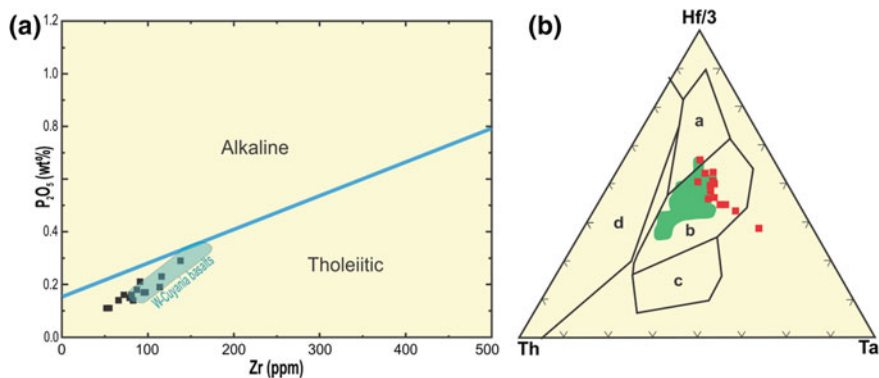 (a)
1.2
1.0
0.8
0.6
0.4
0.2
0.0
P₂O₅ (wt%)
Alkaline
Tholeiitic
W-Cuyania basalts
0 100 200 300 400 500
Zr (ppm)
(b)
Hf/3
a
d
b
c
Th Ta